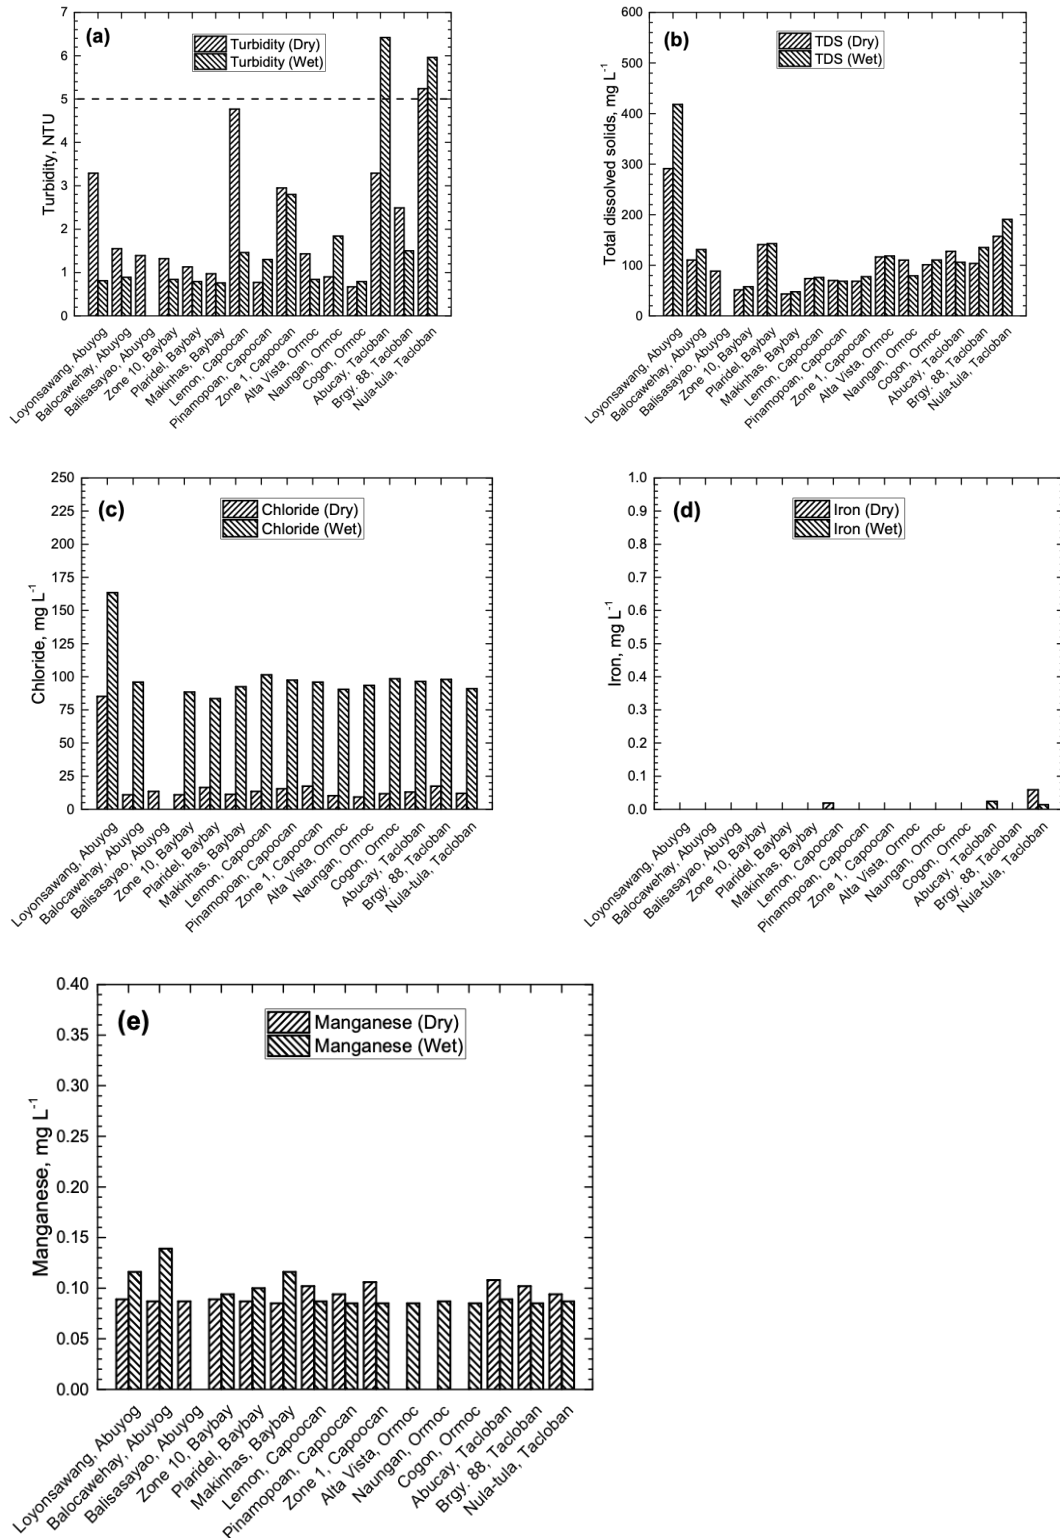 (a)
Turbidity (Dry)
Turbidity (Wet)
Turbidity, NTU
7
6
5
4
3
2
1
0
Loyonsawang, Abuyog
Balocawehay, Abuyog
Balisasayao, Abuyog
Zone 10, Baybay
Plaridel, Baybay
Makinhas, Baybay
Lemon, Capoocan
Pinamopoan, Capoocan
Zone 1, Capoocan
Alta Vista, Ormoc
Naungan, Ormoc
Cogon, Ormoc
Abucay, Tacloban
Brgy. 88, Tacloban
Nula-tula, Tacloban
(b)
TDS (Dry)
TDS (Wet)
Total dissolved solids, mg L⁻¹
600
500
400
300
200
100
0
Loyonsawang, Abuyog
Balocawehay, Abuyog
Balisasayao, Abuyog
Zone 10, Baybay
Plaridel, Baybay
Makinhas, Baybay
Lemon, Capoocan
Pinamopoan, Capoocan
Zone 1, Capoocan
Alta Vista, Ormoc
Naungan, Ormoc
Cogon, Ormoc
Abucay, Tacloban
Brgy. 88, Tacloban
Nula-tula, Tacloban
(c)
Chloride (Dry)
Chloride (Wet)
Chloride, mg L⁻¹
250
225
200
175
150
125
100
75
50
25
0
Loyonsawang, Abuyog
Balocawehay, Abuyog
Balisasayao, Abuyog
Zone 10, Baybay
Plaridel, Baybay
Makinhas, Baybay
Lemon, Capoocan
Pinamopoan, Capoocan
Zone 1, Capoocan
Alta Vista, Ormoc
Naungan, Ormoc
Cogon, Ormoc
Abucay, Tacloban
Brgy. 88, Tacloban
Nula-tula, Tacloban
(d)
Iron (Dry)
Iron (Wet)
Iron, mg L⁻¹
1.0
0.9
0.8
0.7
0.6
0.5
0.4
0.3
0.2
0.1
0.0
Loyonsawang, Abuyog
Balocawehay, Abuyog
Balisasayao, Abuyog
Zone 10, Baybay
Plaridel, Baybay
Makinhas, Baybay
Lemon, Capoocan
Pinamopoan, Capoocan
Zone 1, Capoocan
Alta Vista, Ormoc
Naungan, Ormoc
Cogon, Ormoc
Abucay, Tacloban
Brgy. 88, Tacloban
Nula-tula, Tacloban
(e)
Manganese (Dry)
Manganese (Wet)
Manganese, mg L⁻¹
0.40
0.35
0.30
0.25
0.20
0.15
0.10
0.05
0.00
Loyonsawang, Abuyog
Balocawehay, Abuyog
Balisasayao, Abuyog
Zone 10, Baybay
Plaridel, Baybay
Makinhas, Baybay
Lemon, Capoocan
Pinamopoan, Capoocan
Zone 1, Capoocan
Alta Vista, Ormoc
Naungan, Ormoc
Cogon, Ormoc
Abucay, Tacloban
Brgy. 88, Tacloban
Nula-tula, Tacloban